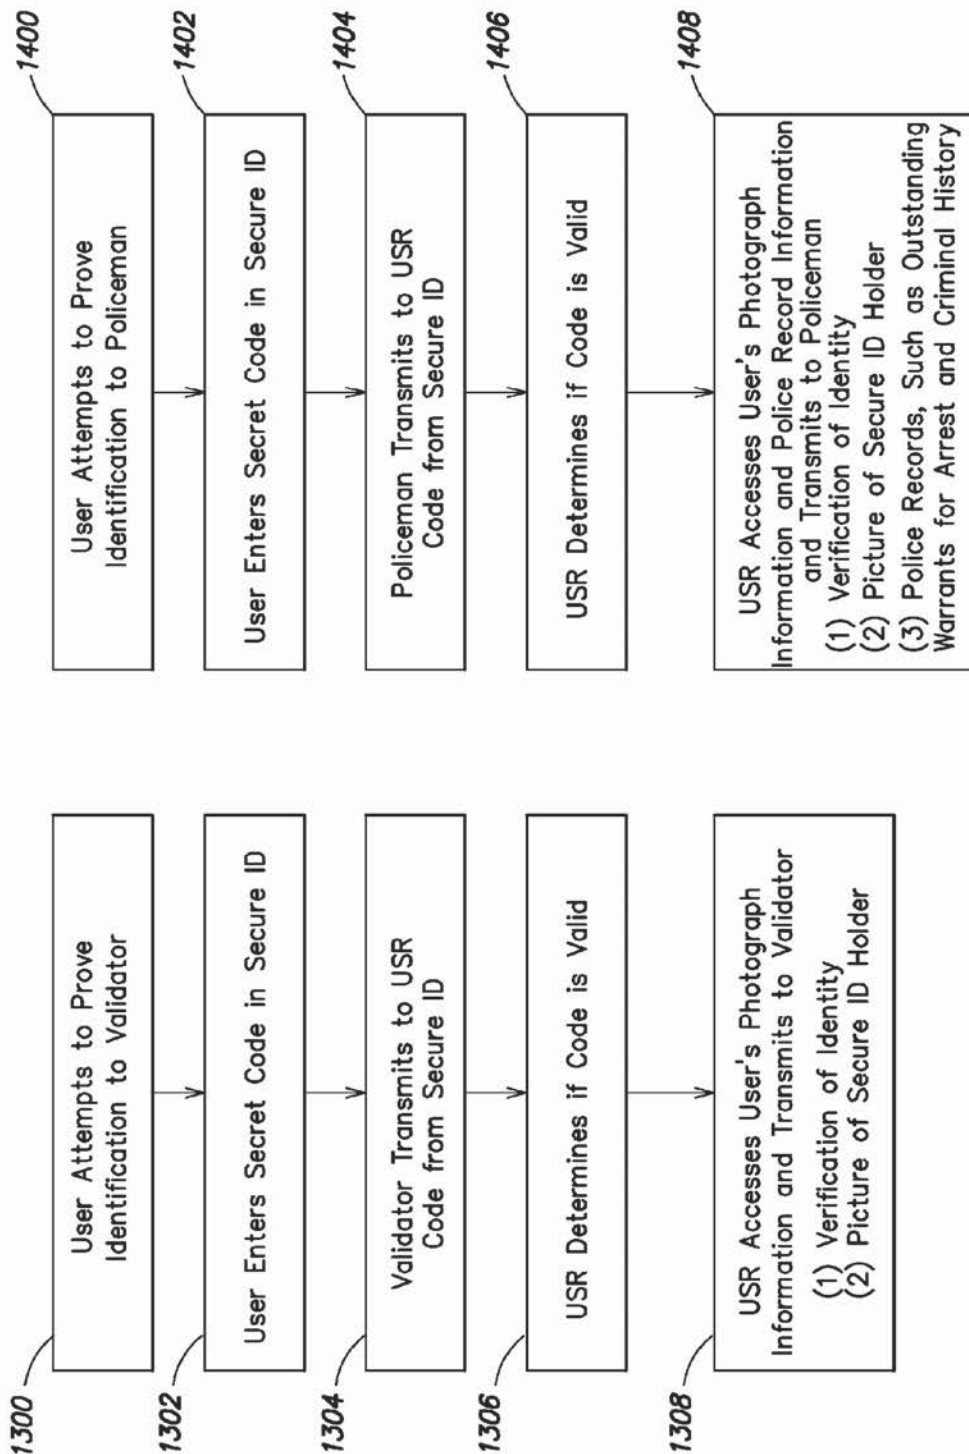 1300
User Attempts to Prove
Identification to Validator
1302
User Enters Secret Code in Secure ID
1304
Validator Transmits to USR
Code from Secure ID
1306
USR Determines if Code is Valid
1308
USR Accesses User's Photograph
Information and Transmits to Validator
(1) Verification of Identity
(2) Picture of Secure ID Holder
1400
User Attempts to Prove
Identification to Policeman
1402
User Enters Secret Code in Secure ID
1404
Policeman Transmits to USR
Code from Secure ID
1406
USR Determines if Code is Valid
1408
USR Accesses User's Photograph
Information and Police Record Information
and Transmits to Policeman
(1) Verification of Identity
(2) Picture of Secure ID Holder
(3) Police Records, Such as Outstanding
Warrants for Arrest and Criminal History